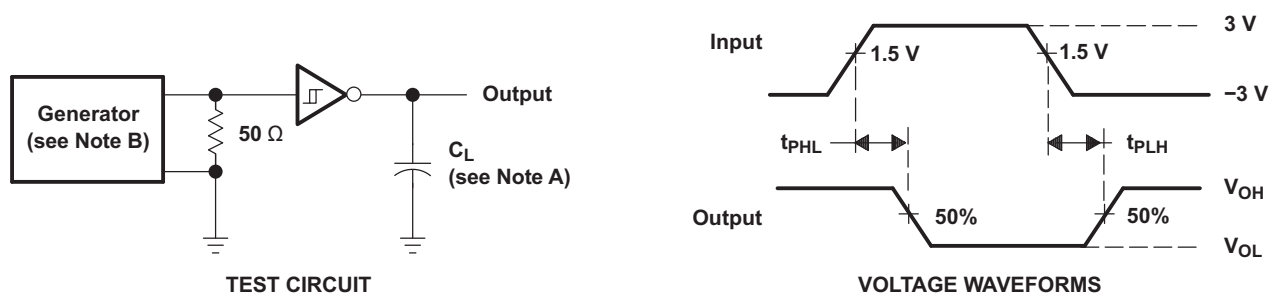 Generator
(see Note B)
50 Ω
Output
C_L
(see Note A)
TEST CIRCUIT
Input
1.5 V
1.5 V
3 V
−3 V
t_PHL
t_PLH
Output
50%
50%
V_OH
V_OL
VOLTAGE WAVEFORMS